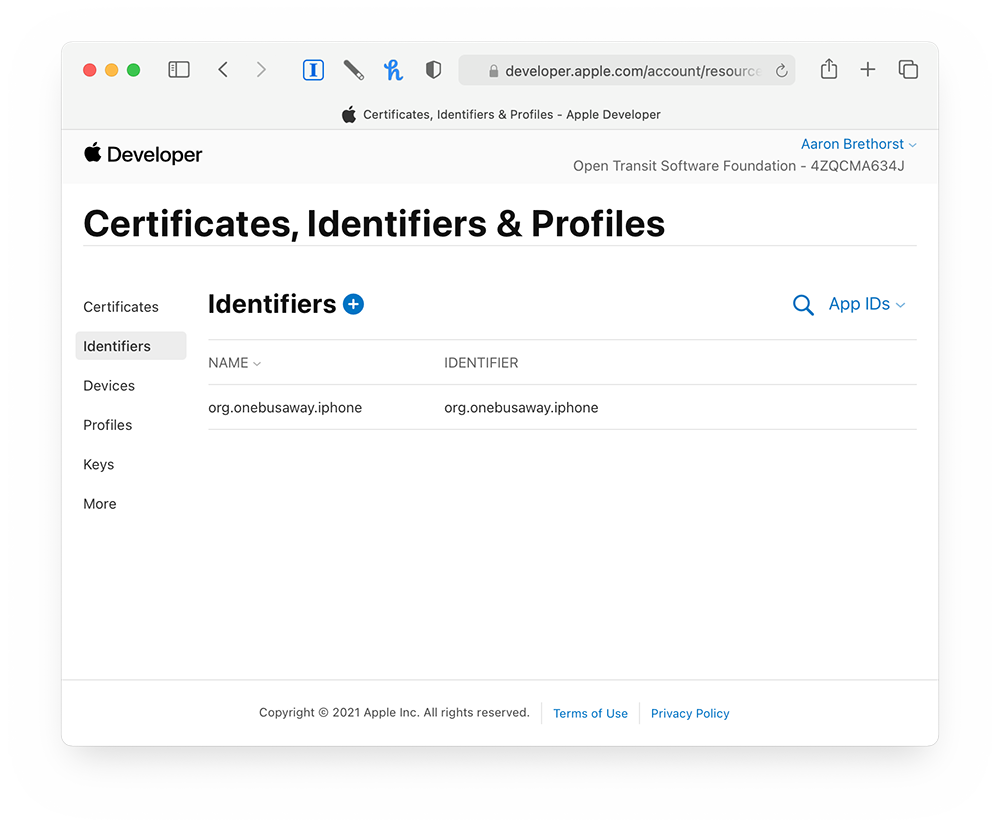 developer.apple.com/account/resource
Certificates, Identifiers & Profiles - Apple Developer
Developer
Aaron Brethorst
Open Transit Software Foundation - 4ZQCMA634J
Certificates, Identifiers & Profiles
Certificates
Identifiers
Devices
Profiles
Keys
More
Identifiers
App IDs
NAME IDENTIFIER
org.onebusaway.iphone org.onebusaway.iphone
Copyright © 2021 Apple Inc. All rights reserved. Terms of Use Privacy Policy